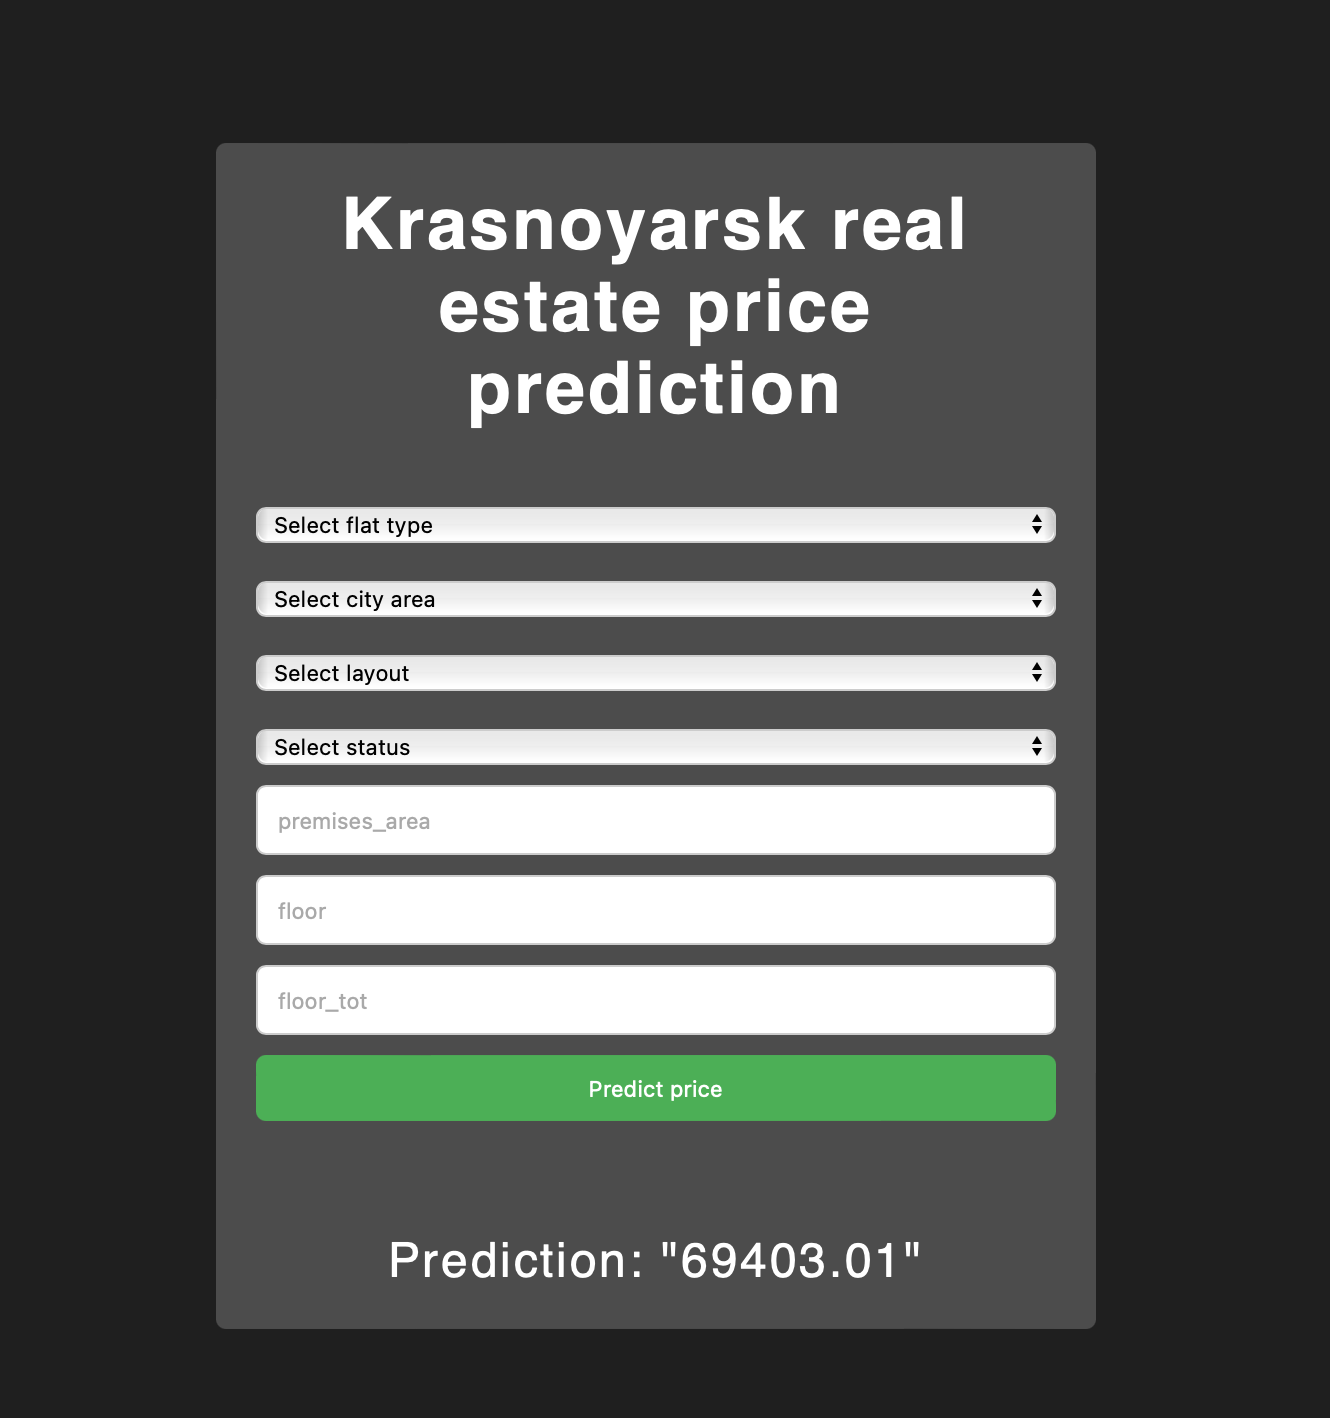 Krasnoyarsk real
estate price
prediction
Select flat type
Select city area
Select layout
Select status
premises_area
floor
floor_tot
Predict price
Prediction: "69403.01"